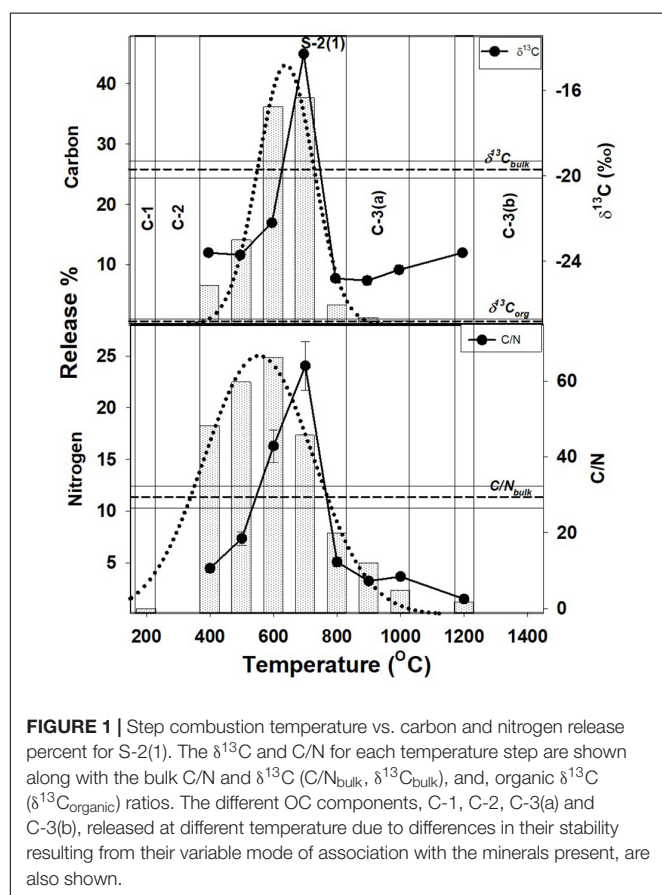 S-2(1)
δ13C
40
30
20
10
Carbon
C-1
C-2
C-3(a)
C-3(b)
δ13Cbulk
δ13Corg
-16
-20
-24
δ13C (‰)
Release %
C/N
25
20
15
10
5
Nitrogen
C/Nbulk
60
40
20
0
C/N
200 400 600 800 1000 1200 1400
Temperature (OC)
FIGURE 1 | Step combustion temperature vs. carbon and nitrogen release
percent for S-2(1). The δ13C and C/N for each temperature step are shown
along with the bulk C/N and δ13C (C/Nbulk, δ13Cbulk), and, organic δ13C
(δ13Corganic) ratios. The different OC components, C-1, C-2, C-3(a) and
C-3(b), released at different temperature due to differences in their stability
resulting from their variable mode of association with the minerals present, are
also shown.